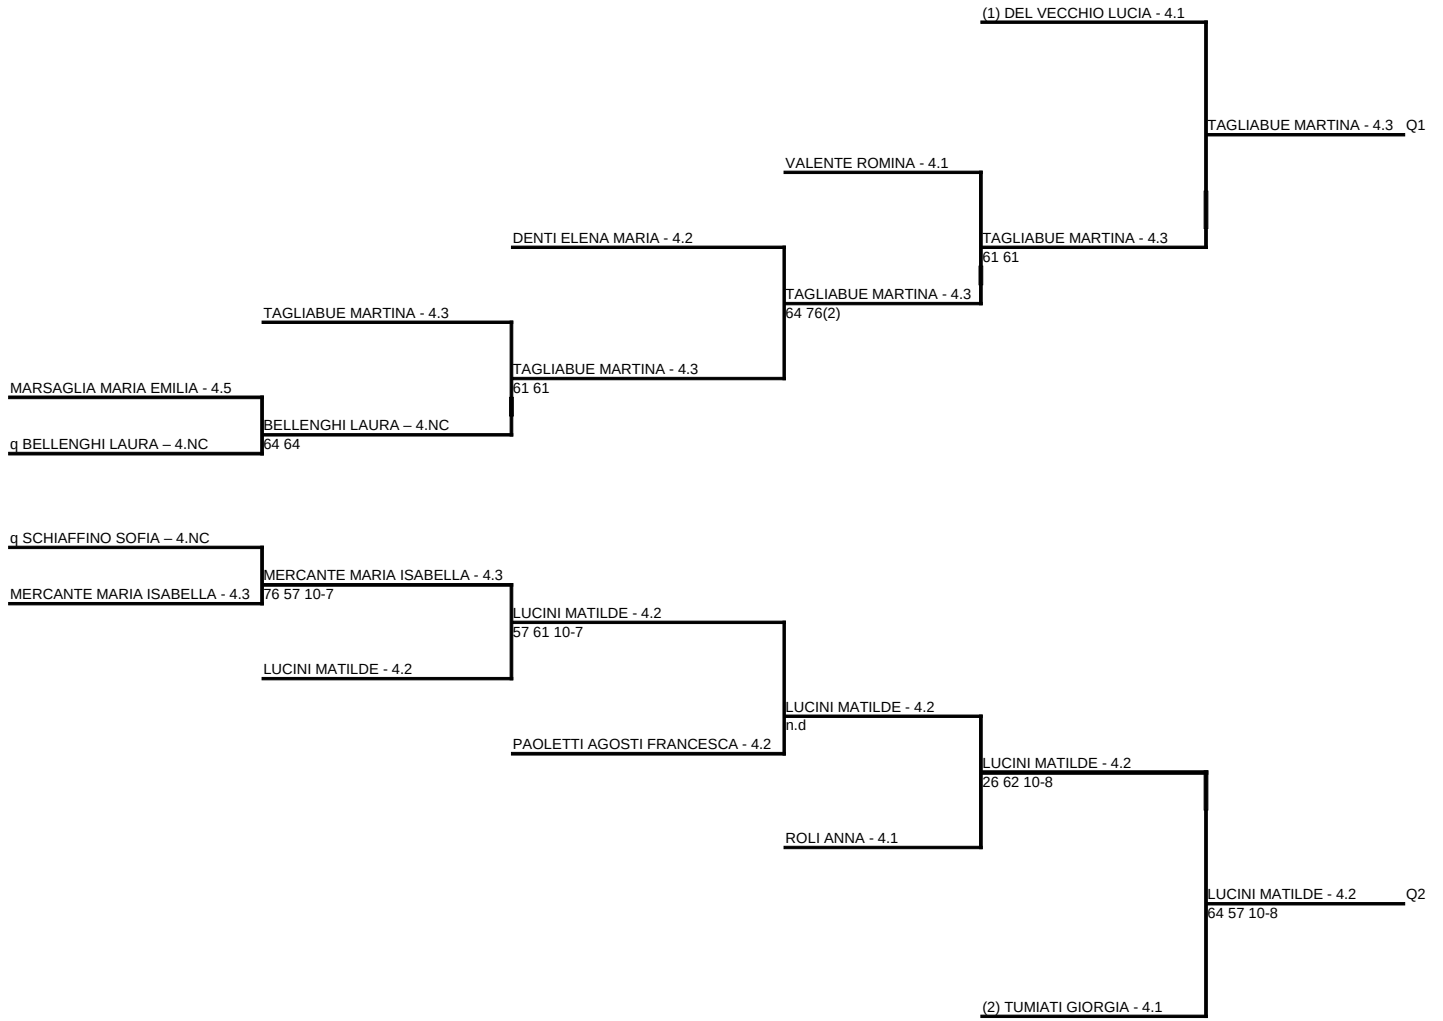 (1) DEL VECCHIO LUCIA - 4.1
TAGLIABUE MARTINA - 4.3 Q1
VALENTE ROMINA - 4.1
DENTI ELENA MARIA - 4.2
TAGLIABUE MARTINA - 4.3
61 61
TAGLIABUE MARTINA - 4.3
64 76(2)
TAGLIABUE MARTINA - 4.3
TAGLIABUE MARTINA - 4.3
61 61
MARSAGLIA MARIA EMILIA - 4.5
BELLENGHI LAURA – 4.NC
q BELLENGHI LAURA – 4.NC
64 64
q SCHIAFFINO SOFIA – 4.NC
MERCANTE MARIA ISABELLA - 4.3
MERCANTE MARIA ISABELLA - 4.3
76 57 10-7
LUCINI MATILDE - 4.2
57 61 10-7
LUCINI MATILDE - 4.2
LUCINI MATILDE - 4.2
n.d
PAOLETTI AGOSTI FRANCESCA - 4.2
LUCINI MATILDE - 4.2
26 62 10-8
ROLI ANNA - 4.1
LUCINI MATILDE - 4.2 Q2
64 57 10-8
(2) TUMIATI GIORGIA - 4.1